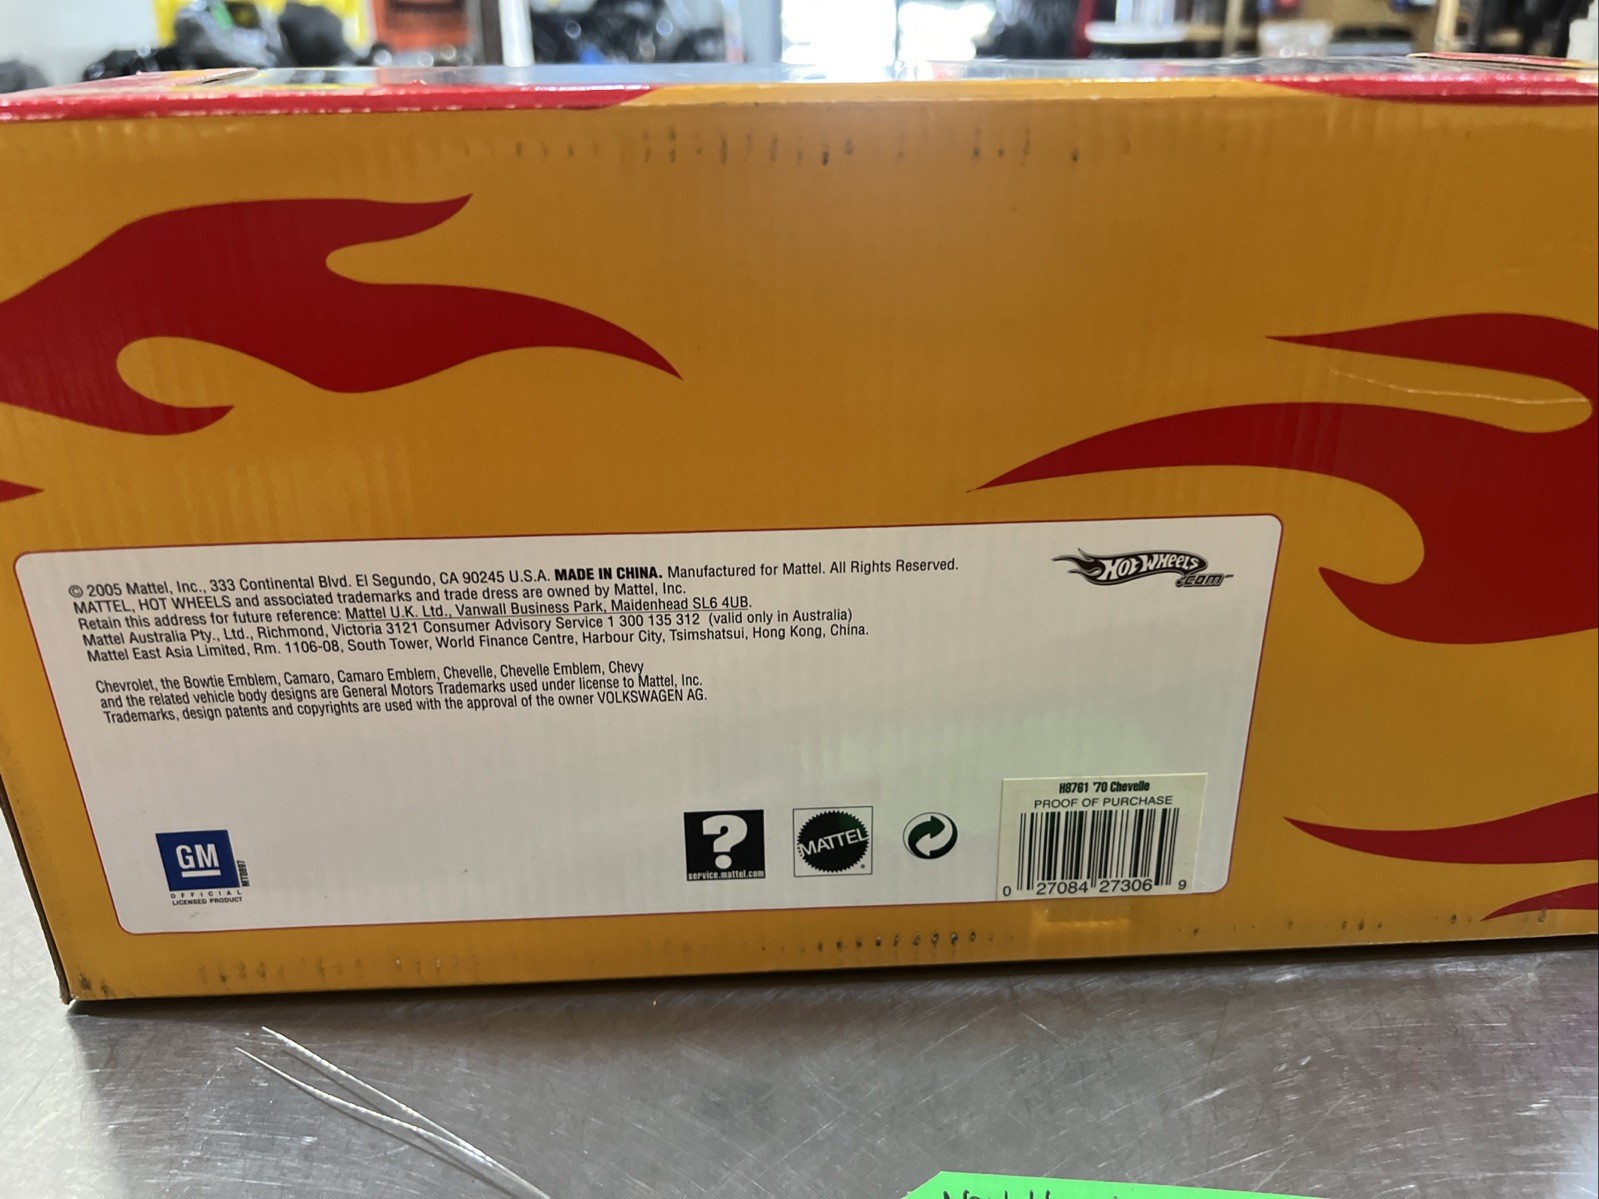 © 2005 Mattel, Inc., 333 Continental Blvd. El Segundo, CA 90245 U.S.A. MADE IN CHINA. Manufactured for Mattel. All Rights Reserved.
MATTEL, HOT WHEELS and associated trademarks and trade dress are owned by Mattel, Inc.
Retain this address for future reference: Mattel U.K. Ltd., Vanwall Business Park, Maidenhead SL6 4UB.
Mattel Australia Pty., Ltd., Richmond, Victoria 3121 Consumer Advisory Service 1 300 135 312 (valid only in Australia)
Mattel East Asia Limited, Rm. 1106-08, South Tower, World Finance Centre, Harbour City, Tsimshatsui, Hong Kong, China.
Chevrolet, the Bowtie Emblem, Camaro, Camaro Emblem, Chevelle, Chevelle Emblem, Chevy
and the related vehicle body designs are General Motors Trademarks used under license to Mattel, Inc.
Trademarks, design patents and copyrights are used with the approval of the owner VOLKSWAGEN AG.
HOT WHEELS
.COM
GM
OFFICIAL
LICENSED PRODUCT
?
service.mattel.com
MATTEL
H8761 '70 Chevelle
PROOF OF PURCHASE
0 27084 27306 9